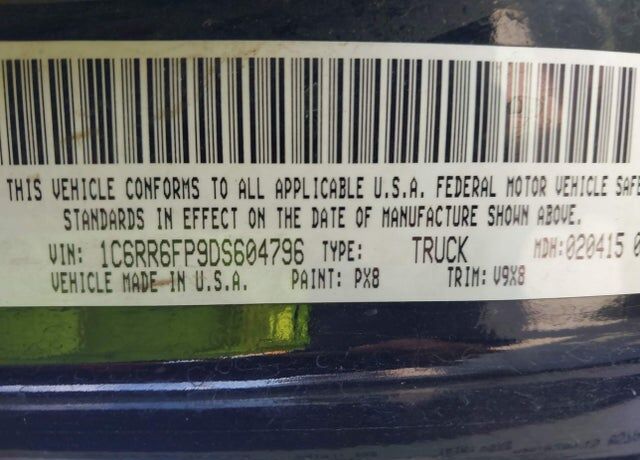 THIS VEHICLE CONFORMS TO ALL APPLICABLE U.S.A. FEDERAL MOTOR VEHICLE SAFE
STANDARDS IN EFFECT ON THE DATE OF MANUFACTURE SHOWN ABOVE.
VIN: 1C6RR6FP9DS604796 TYPE: TRUCK MDH:020415 0
VEHICLE MADE IN U.S.A. PAINT: PX8 TRIM: V9X8